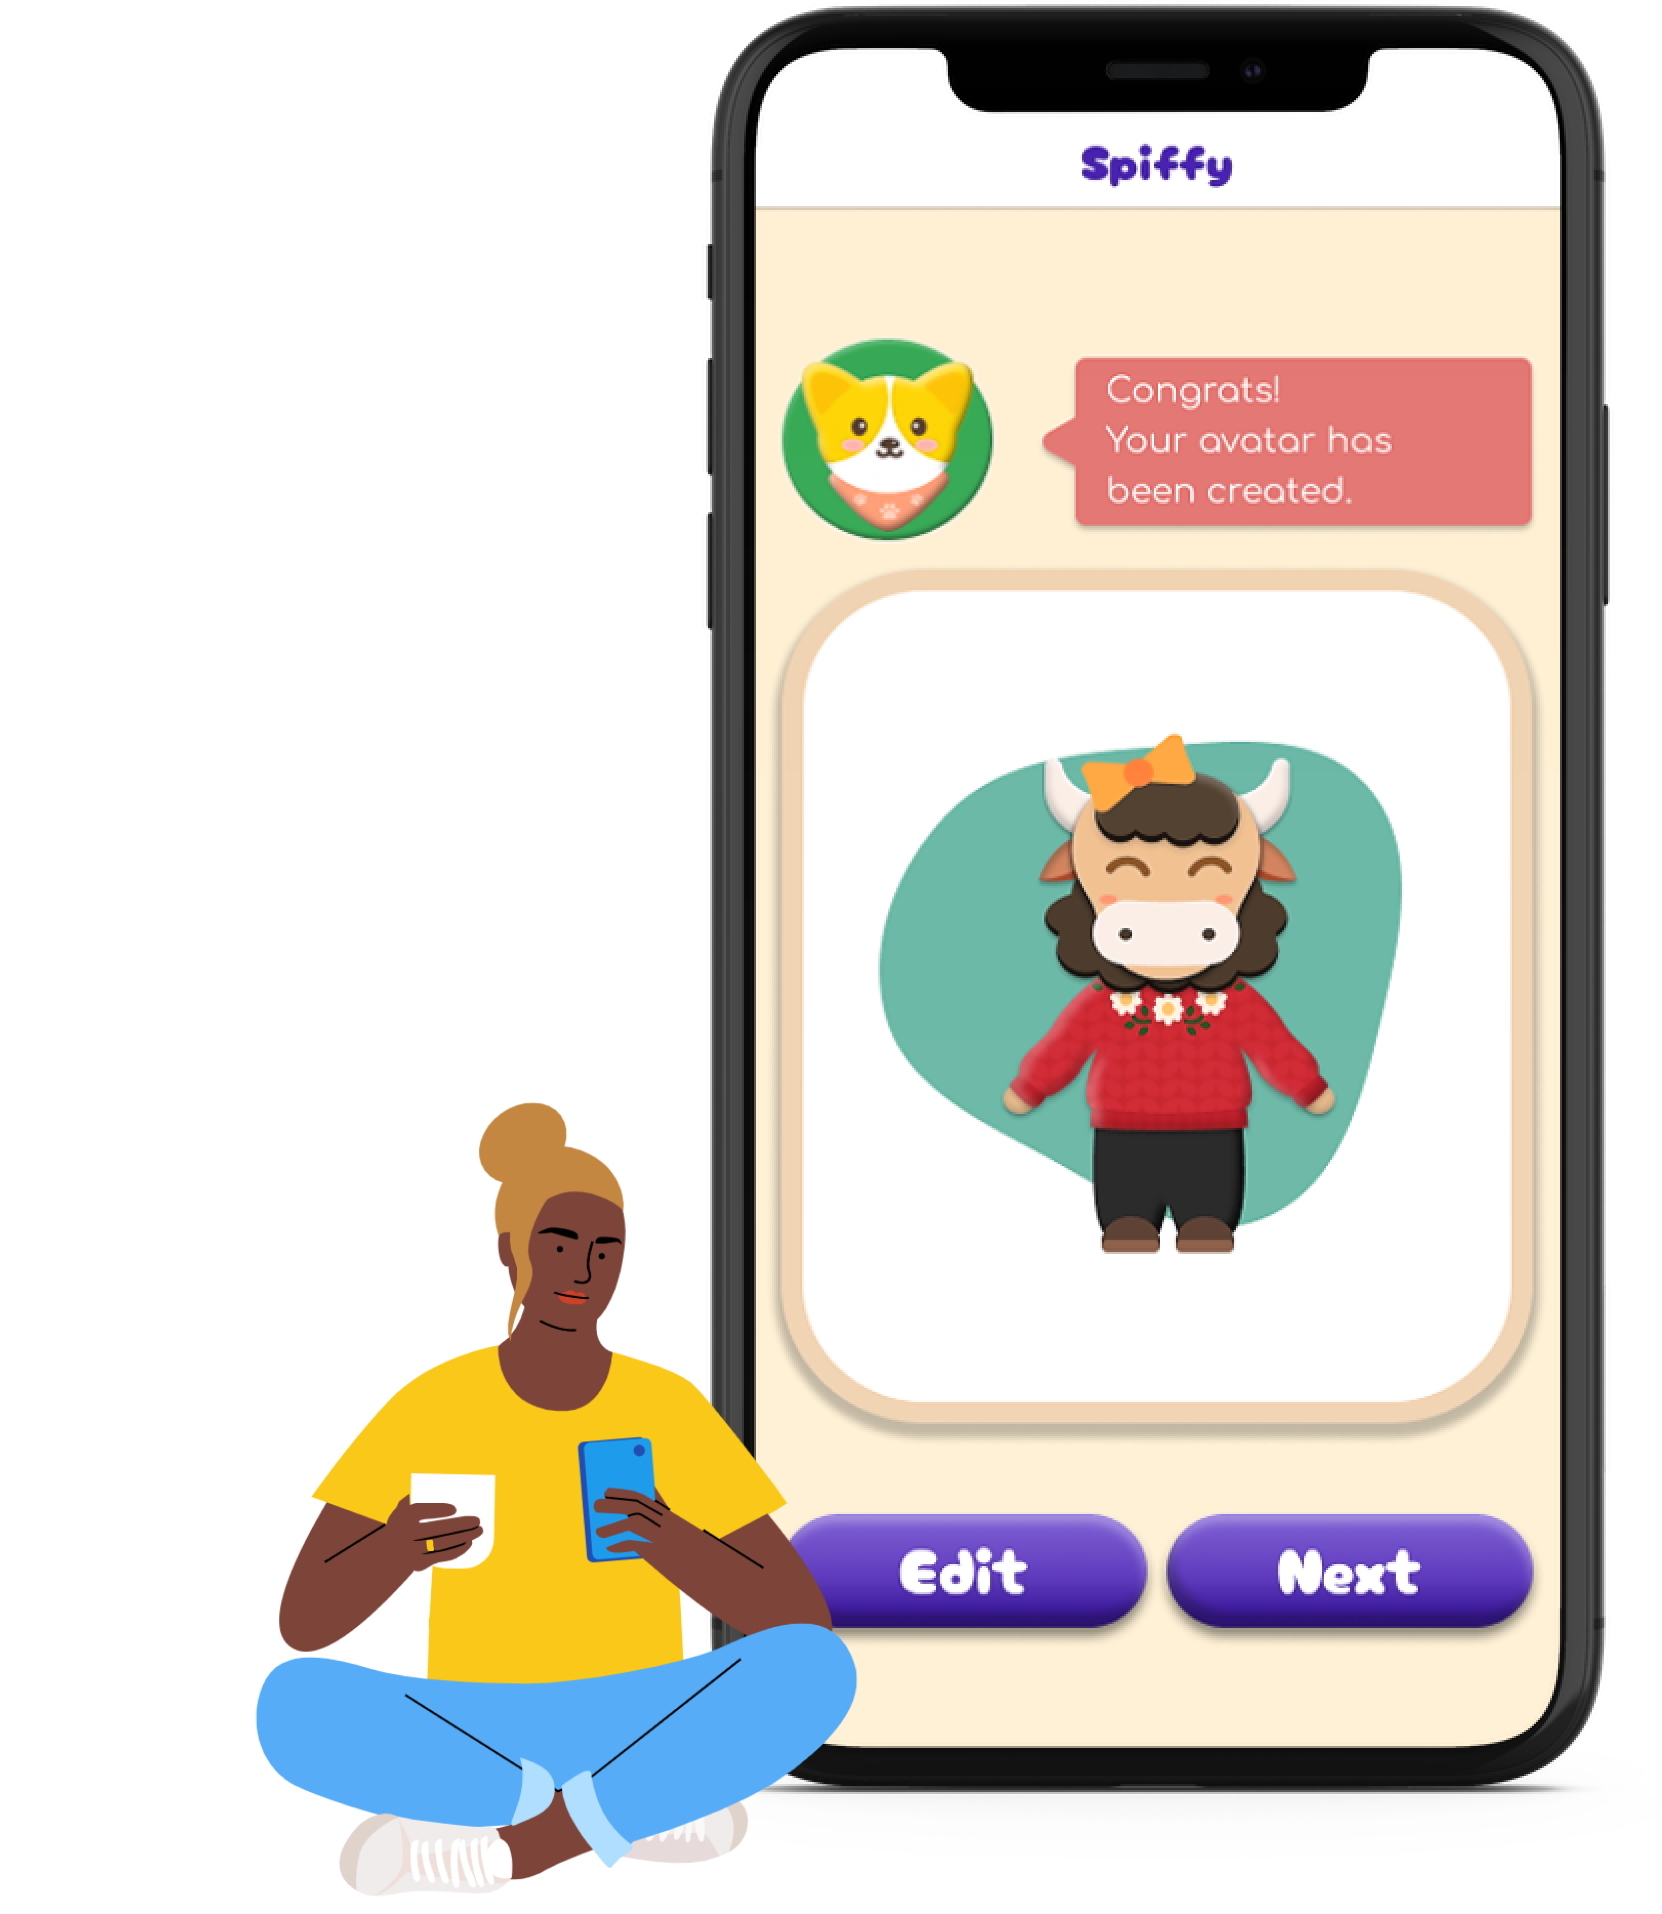 Spiffy
Congrats!
Your avatar has
been created.
Edit
Next